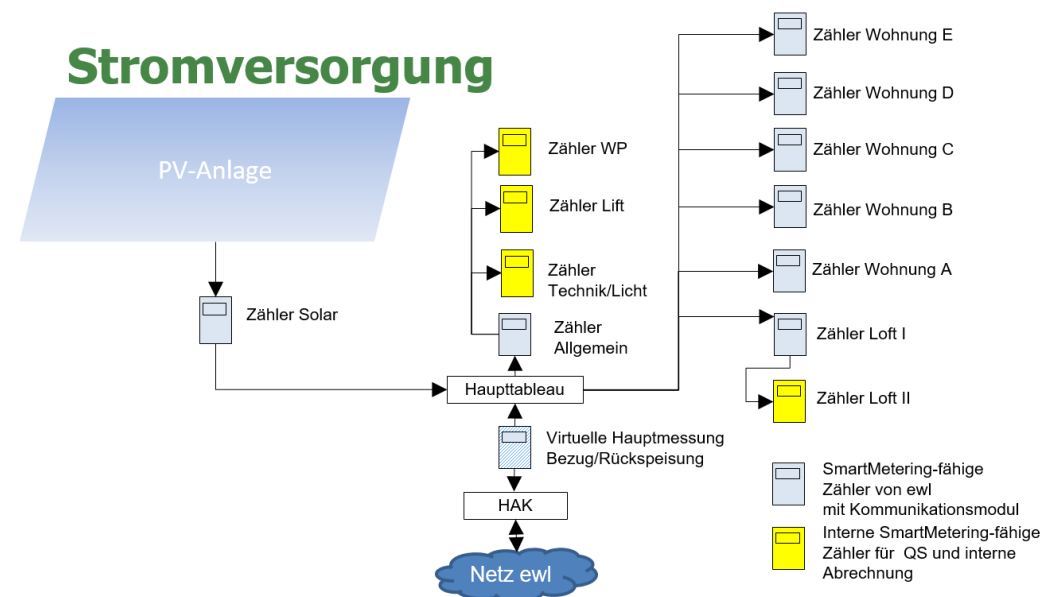 Stromversorgung
PV-Anlage
Zähler Solar
Zähler WP
Zähler Lift
Zähler
Technik/Licht
Zähler
Allgemein
Haupttableau
Virtuelle Hauptmessung
Bezug/Rückspeisung
HAK
Netz ewl
Zähler Wohnung E
Zähler Wohnung D
Zähler Wohnung C
Zähler Wohnung B
Zähler Wohnung A
Zähler Loft I
Zähler Loft II
SmartMetering-fähige
Zähler von ewl
mit Kommunikationsmodul
Interne SmartMetering-fähige
Zähler für QS und interne
Abrechnung